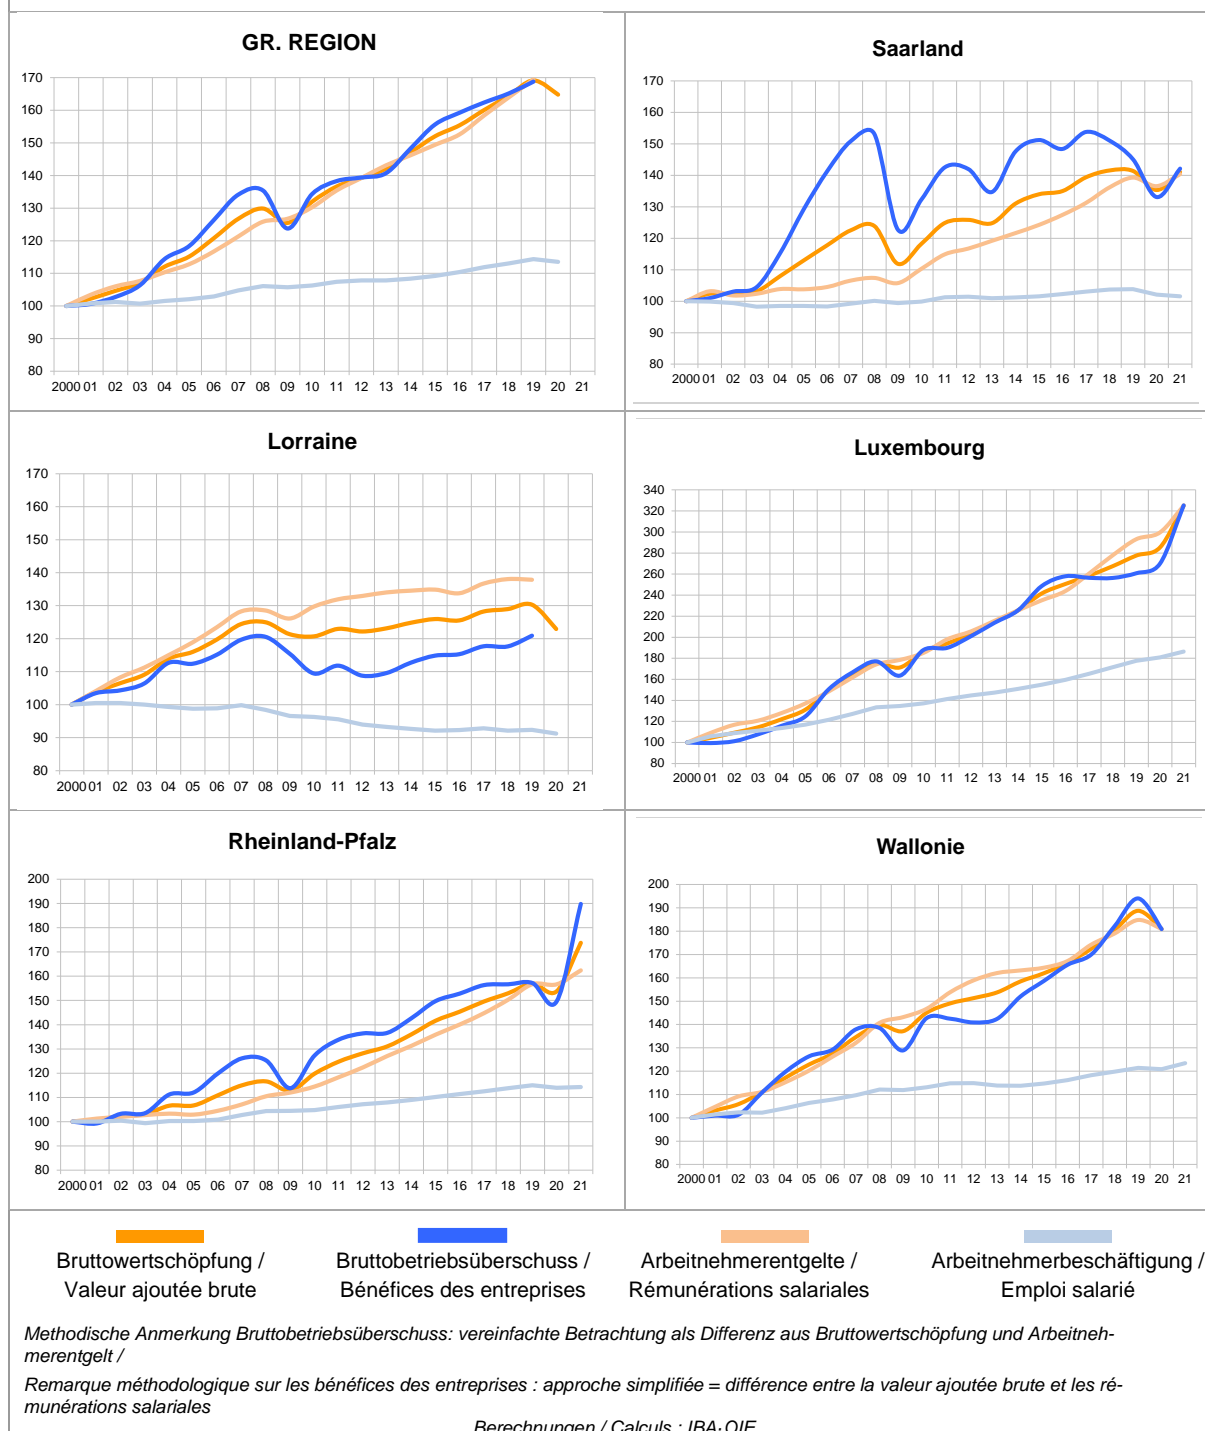 GR. REGION
170
160
150
140
130
120
110
100
90
80
2000 01 02 03 04 05 06 07 08 09 10 11 12 13 14 15 16 17 18 19 20 21
Saarland
170
160
150
140
130
120
110
100
90
80
2000 01 02 03 04 05 06 07 08 09 10 11 12 13 14 15 16 17 18 19 20 21
Lorraine
170
160
150
140
130
120
110
100
90
80
2000 01 02 03 04 05 06 07 08 09 10 11 12 13 14 15 16 17 18 19 20 21
Luxembourg
340
320
300
280
260
240
220
200
180
160
140
120
100
80
2000 01 02 03 04 05 06 07 08 09 10 11 12 13 14 15 16 17 18 19 20 21
Rheinland-Pfalz
200
190
180
170
160
150
140
130
120
110
100
90
80
2000 01 02 03 04 05 06 07 08 09 10 11 12 13 14 15 16 17 18 19 20 21
Wallonie
200
190
180
170
160
150
140
130
120
110
100
90
80
2000 01 02 03 04 05 06 07 08 09 10 11 12 13 14 15 16 17 18 19 20 21
Bruttowertschöpfung /
Valeur ajoutée brute
Bruttobetriebsüberschuss /
Bénéfices des entreprises
Arbeitnehmerentgelte /
Rémunérations salariales
Arbeitnehmerbeschäftigung /
Emploi salarié
Methodische Anmerkung Bruttobetriebsüberschuss: vereinfachte Betrachtung als Differenz aus Bruttowertschöpfung und Arbeitneh-
merentgelt /
Remarque méthodologique sur les bénéfices des entreprises : approche simplifiée = différence entre la valeur ajoutée brute et les ré-
munérations salariales
Berechnungen / Calculs : IBA·OIE